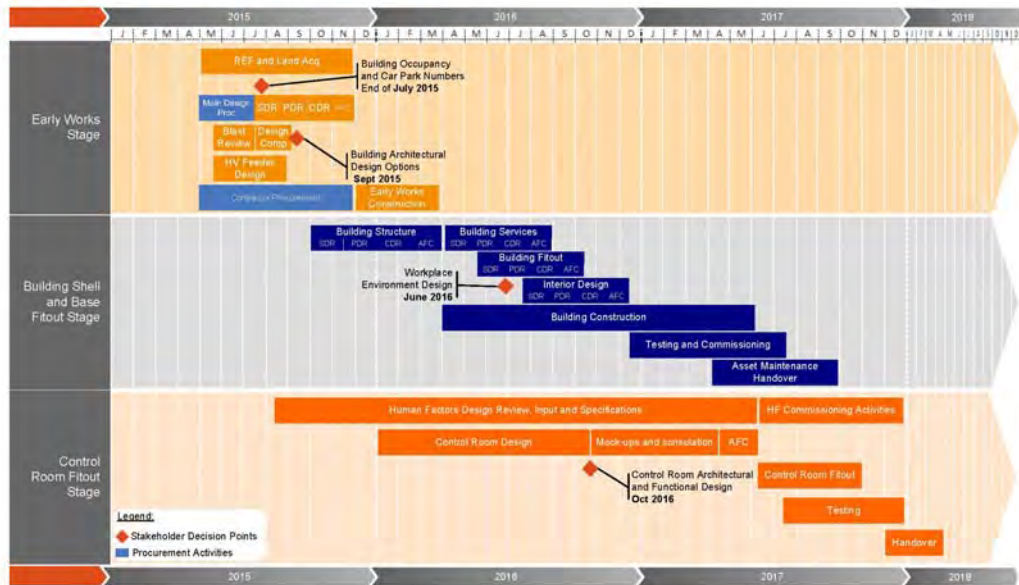 2015 2016 2017 2018
J F M A M J J A S O N D J F M A M J J A S O N D J F M A M J J A S O N D J F M A M J J A S O N D
Early Works
Stage
REF and Land Acq
Building Occupancy
and Car Park Numbers
End of July 2015
Main Design
Proc
SDR PDR CDR AFC
Blast
Review
Design
Comp
Building Architectural
Design Options
Sept 2015
HV Feeder
Design
Contractor Procurement
Early Works
Construction
Building Shell
and Base
Fitout Stage
Building Structure
SDR PDR CDR AFC
Building Services
SDR PDR CDR AFC
Building Fitout
SDR PDR CDR AFC
Workplace
Environment Design
June 2016
Interior Design
SDR PDR CDR AFC
Building Construction
Testing and Commissioning
Asset Maintenance
Handover
Control
Room Fitout
Stage
Human Factors Design Review, Input and Specifications
HF Commissioning Activities
Control Room Design
Mock-ups and consulation
AFC
Control Room Architectural
and Functional Design
Oct 2016
Control Room Fitout
Testing
Handover
Legend:
Stakeholder Decision Points
Procurement Activities
2015 2016 2017 2018